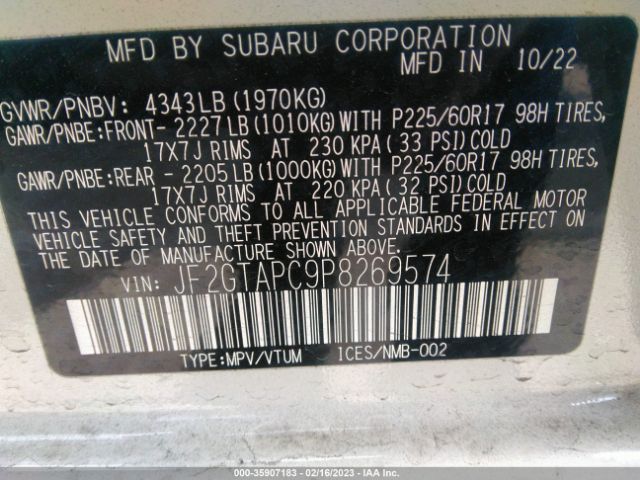 MFD BY SUBARU CORPORATION
MFD IN 10/22
GVWR/PNBV: 4343LB (1970KG)
GAWR/PNBE:FRONT- 2227 LB (1010KG) WITH P225/60R17 98H TIRES,
17X7J RIMS AT 230 KPA (33 PSI) COLD
GAWR/PNBE:REAR - 2205 LB (1000KG) WITH P225/60R17 98H TIRES,
17X7J RIMS AT 220 KPA (32 PSI) COLD
THIS VEHICLE CONFORMS TO ALL APPLICABLE FEDERAL MOTOR
VEHICLE SAFETY AND THEFT PREVENTION STANDARDS IN EFFECT ON
THE DATE OF MANUFACTURE SHOWN ABOVE.
VIN: JF2GTAPC9P8269574
TYPE:MPV/VTUM ICES/NMB-002
000-35907183 - 02/16/2023 - IAA Inc.